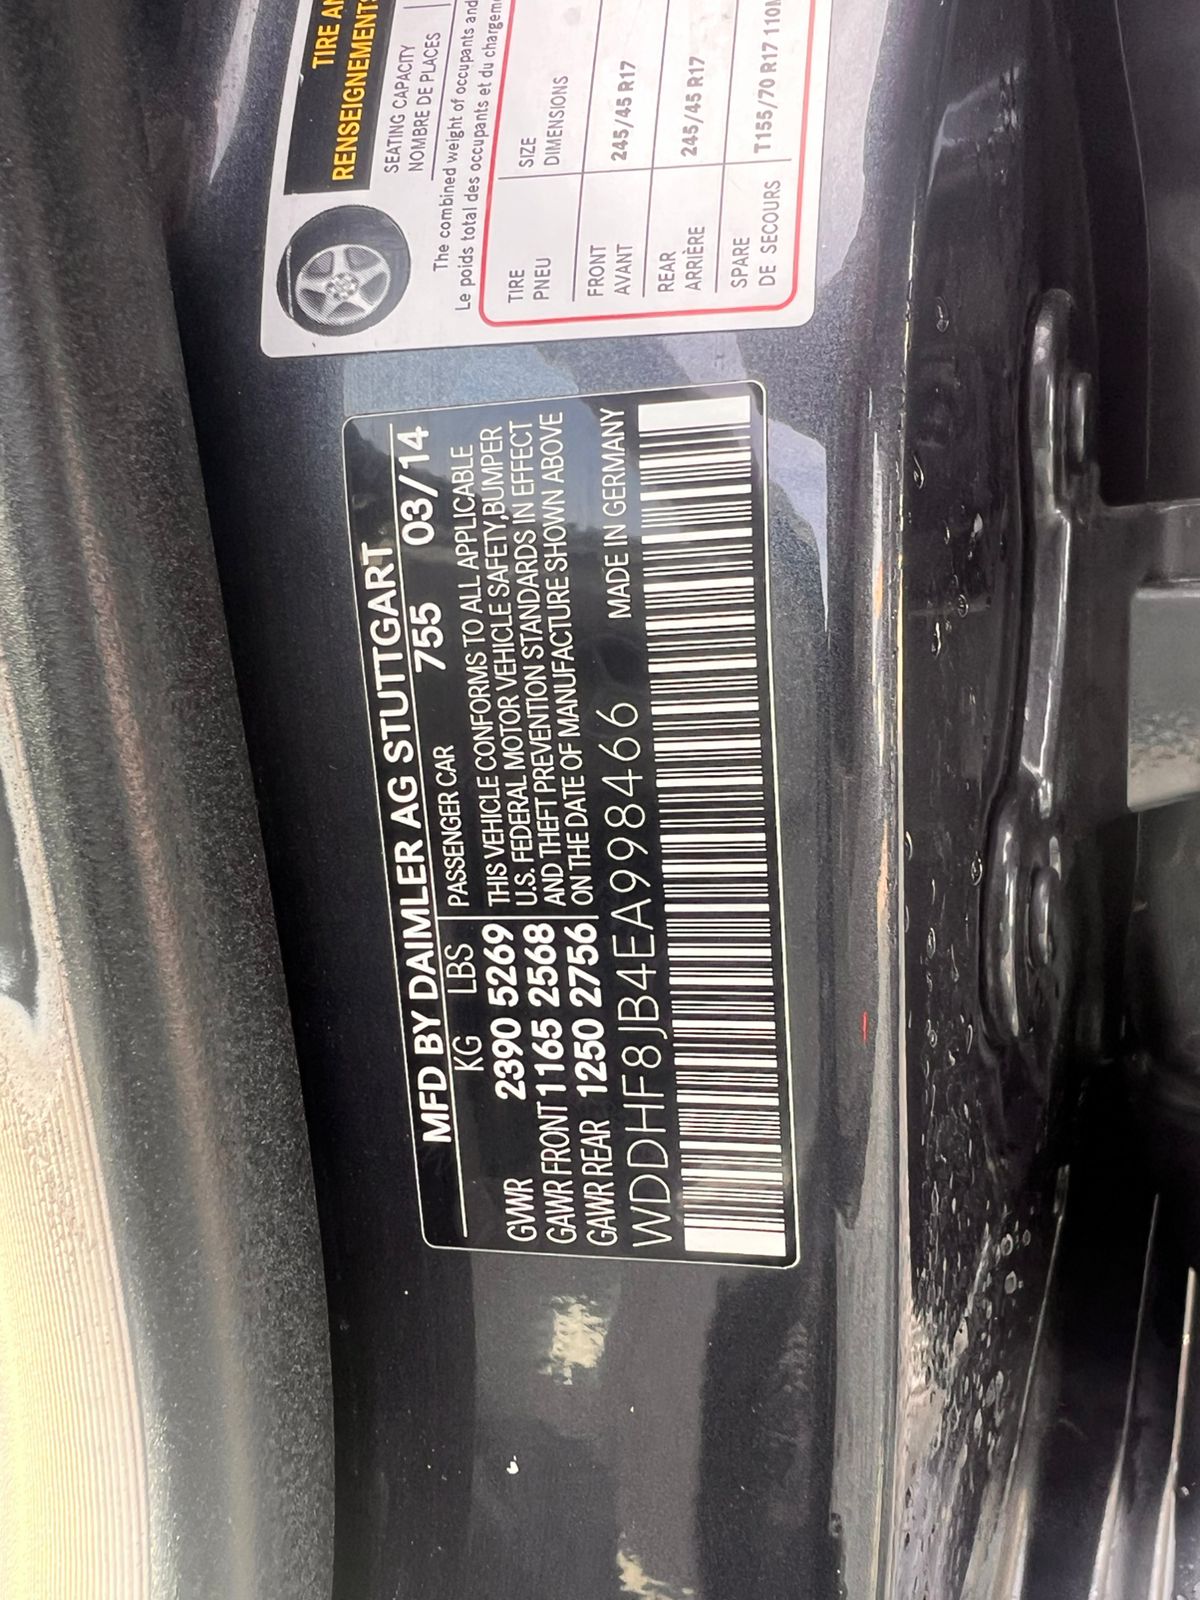 MFD BY DAIMLER AG STUTTGART
KG LBS
PASSENGER CAR 755 03/14
GVWR 2390 5269
GAWR FRONT 1165 2568
GAWR REAR 1250 2756
THIS VEHICLE CONFORMS TO ALL APPLICABLE
U.S. FEDERAL MOTOR VEHICLE SAFETY, BUMPER
AND THEFT PREVENTION STANDARDS IN EFFECT
ON THE DATE OF MANUFACTURE SHOWN ABOVE
WDDHF8JB4EA998466 MADE IN GERMANY
TIRE
RENSEIGNEMENTS
SEATING CAPACITY
NOMBRE DE PLACES
The combined weight of occupants and
Le poids total des occupants et du
TIRE SIZE
PNEU DIMENSIONS
FRONT 245/45 R17
AVANT
REAR 245/45 R17
ARRIÈRE
SPARE T155/70 R17
DE SECOURS